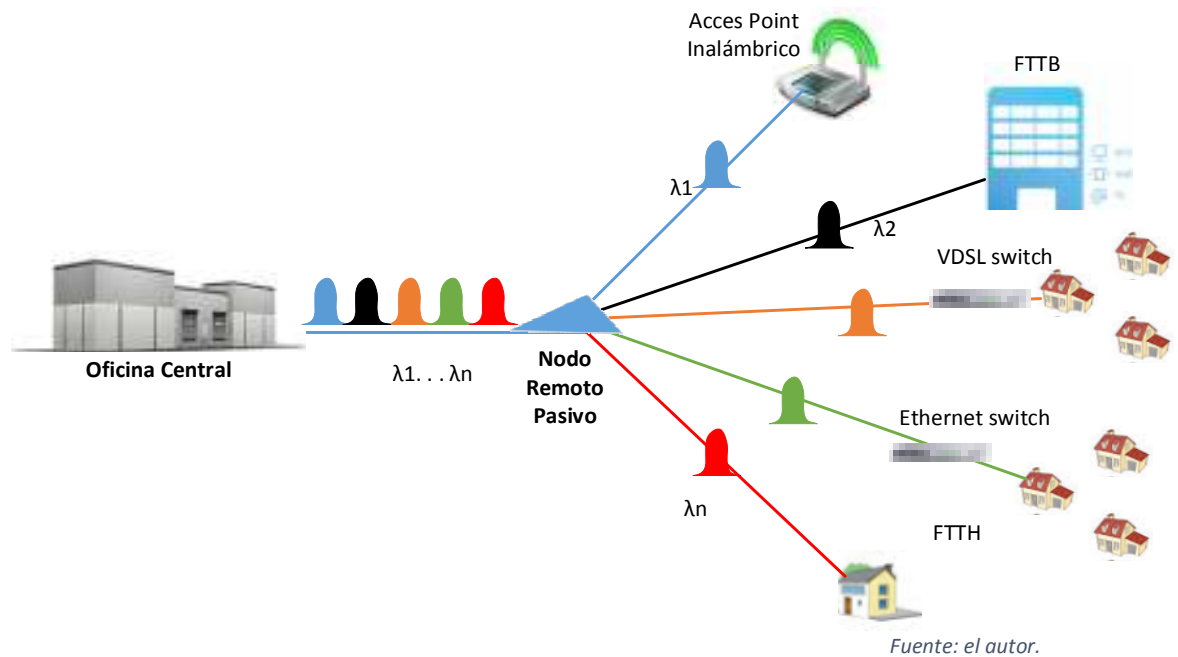 Acces Point
Inalámbrico
FTTB
λ1
λ2
VDSL switch
Oficina Central
λ1. . . λn
Nodo
Remoto
Pasivo
Ethernet switch
λn
FTTH
Fuente: el autor.